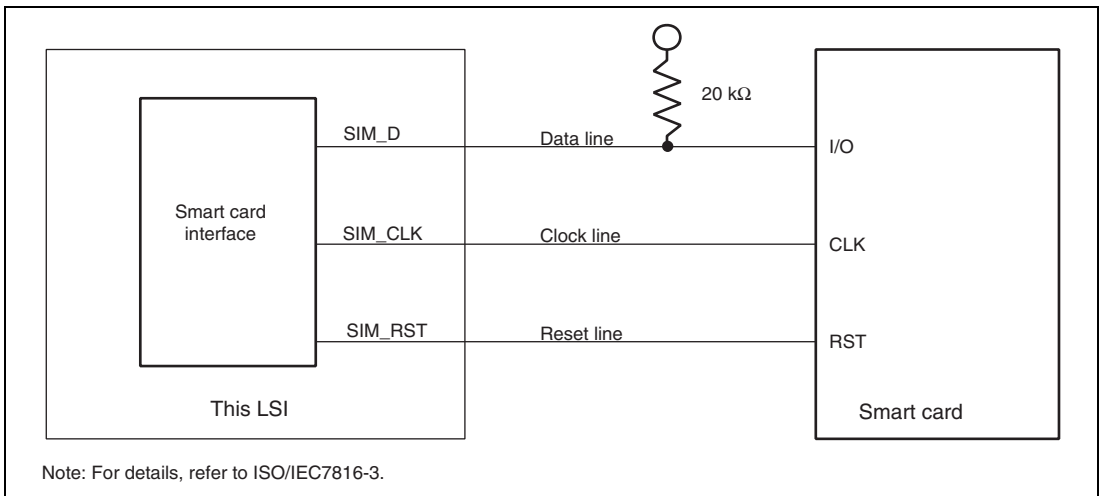 20 kΩ
SIM_D
Data line
I/O
Smart card
interface
SIM_CLK
Clock line
CLK
SIM_RST
Reset line
RST
This LSI
Smart card
Note: For details, refer to ISO/IEC7816-3.